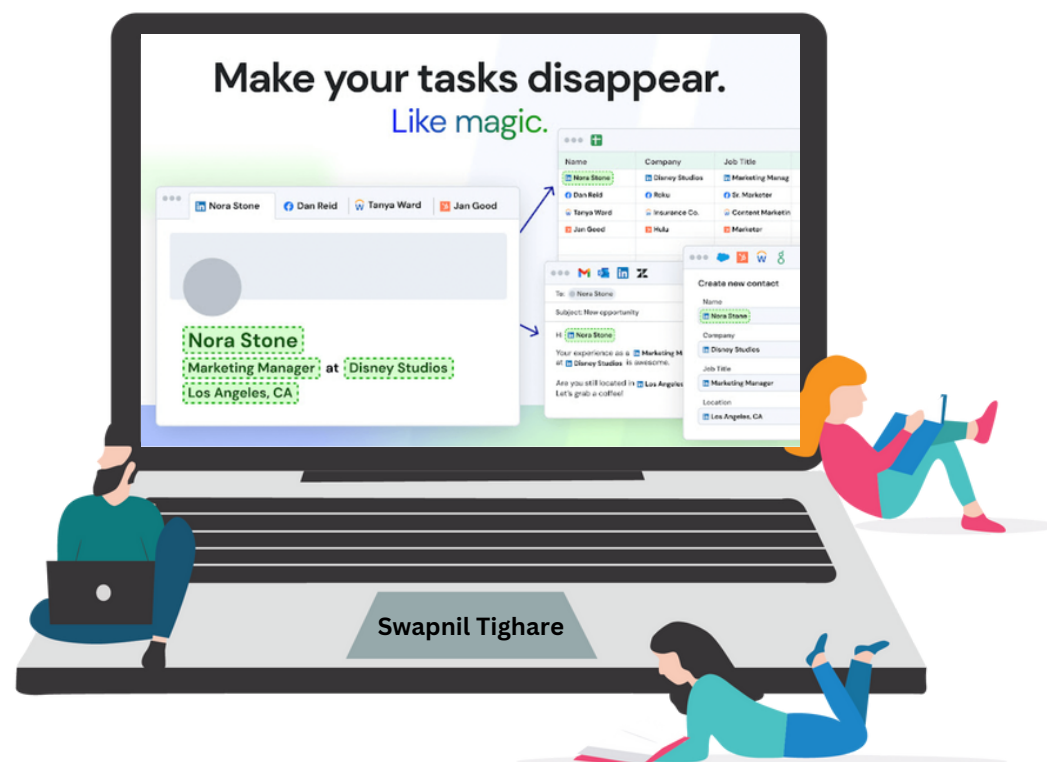 Make your tasks disappear.
Like magic.
Nora Stone
Dan Reid
Tanya Ward
Jan Good
Nora Stone
Marketing Manager at Disney Studios
Los Angeles, CA
Name Company Job Title
Nora Stone Disney Studios Marketing Manag
Dan Reid Roku Sr. Marketer
Tanya Ward Insurance Co. Content Marketin
Jan Good Hulu Marketer
To: Nora Stone
Subject: New opportunity
Hi Nora Stone
Your experience as a Marketing M
at Disney Studios is awesome.
Are you still located in Los Angeles
Let's grab a coffee!
Create new contact
Name
Nora Stone
Company
Disney Studios
Job Title
Marketing Manager
Location
Los Angeles, CA
Swapnil Tighare